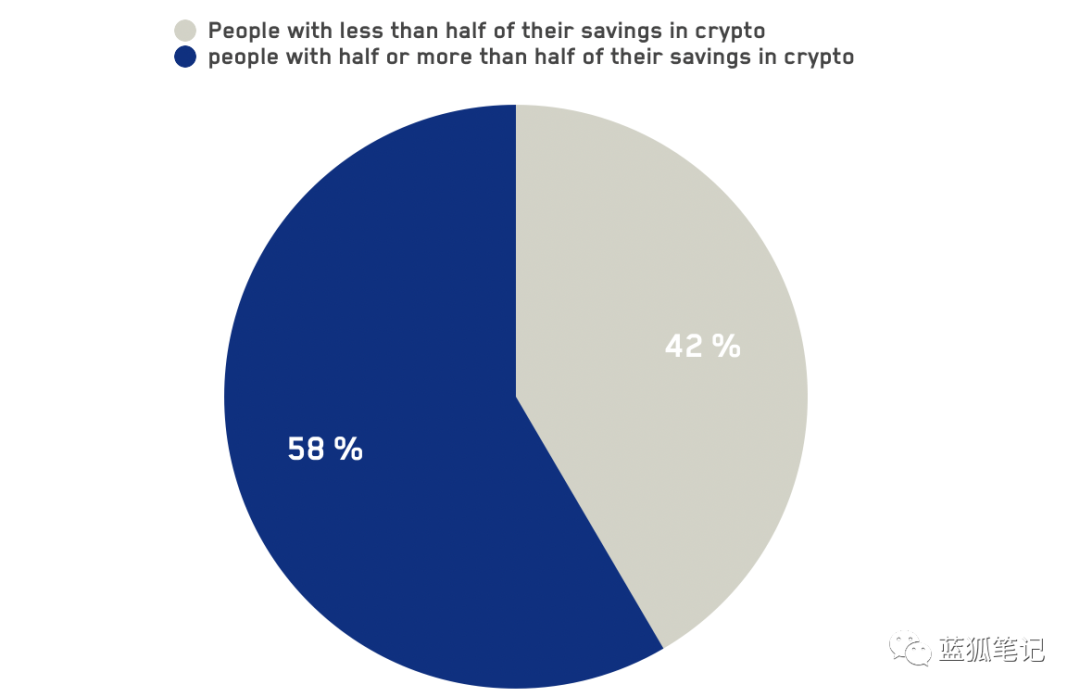 People with less than half of their savings in crypto
people with half or more than half of their savings in crypto
42 %
58 %
蓝狐笔记